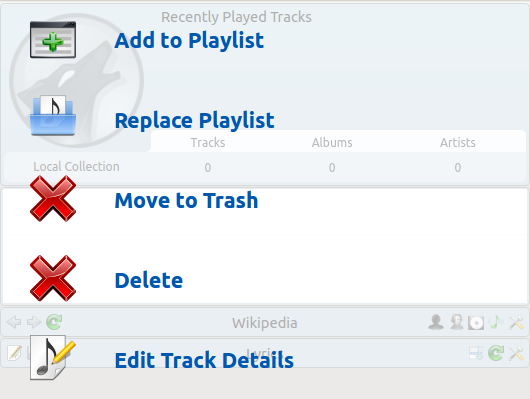 Recently Played Tracks
Add to Playlist
Replace Playlist
Tracks Albums Artists
Local Collection 0 0 0
Move to Trash
Delete
Wikipedia
Lyrics
Edit Track Details